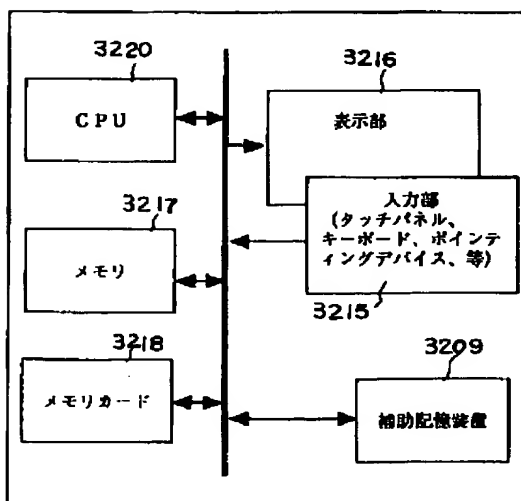 3220
CPU
3217
メモリ
3218
メモリカード
3216
表示部
入力部
(タッチパネル、
キーボード、ポインテ
ィングデバイス、等)
3215
3209
補助記憶装置